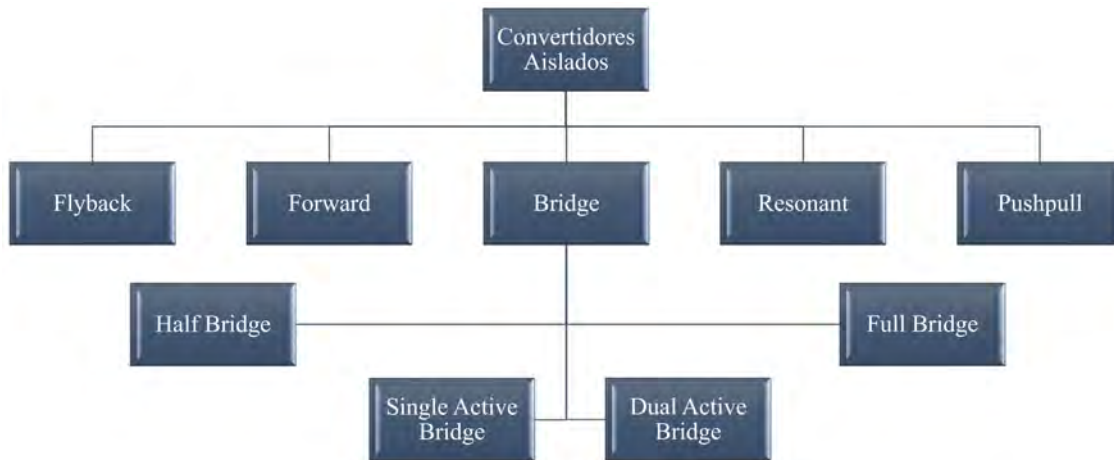 Convertidores
Aislados
Flyback
Forward
Bridge
Resonant
Pushpull
Half Bridge
Full Bridge
Single Active
Bridge
Dual Active
Bridge